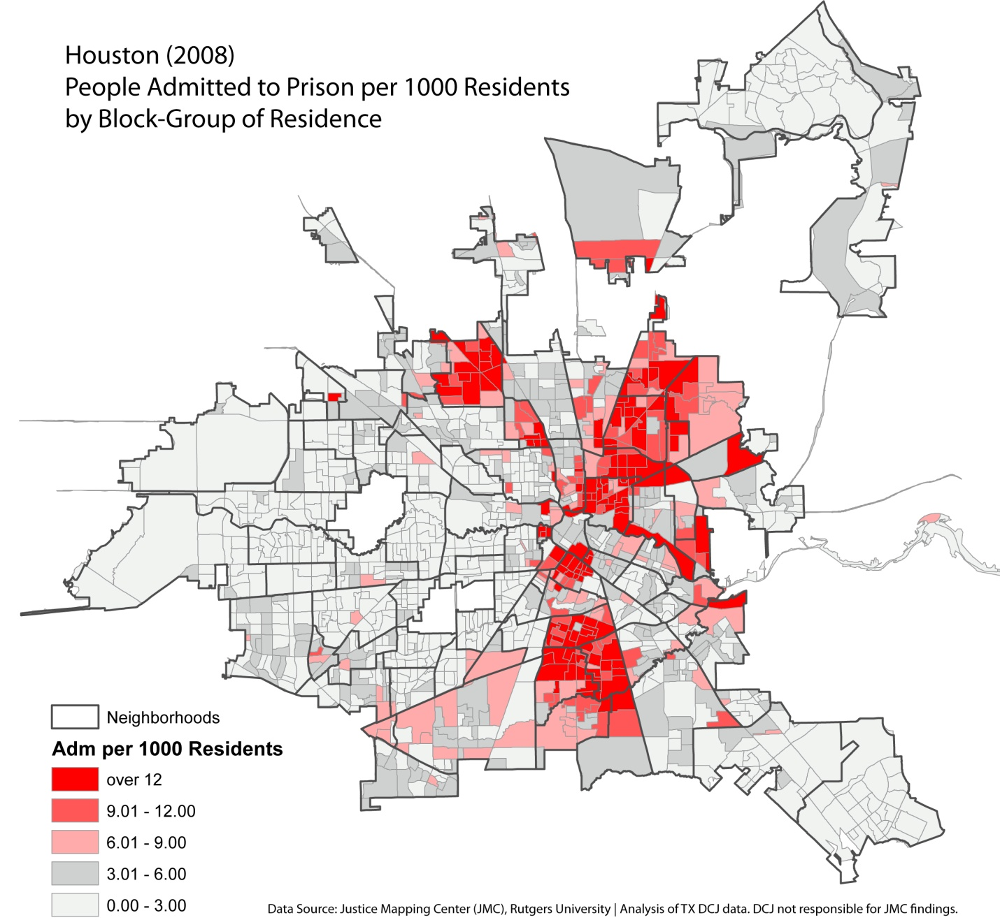 Houston (2008)
People Admitted to Prison per 1000 Residents
by Block-Group of Residence
Neighborhoods
Adm per 1000 Residents
over 12
9.01 - 12.00
6.01 - 9.00
3.01 - 6.00
0.00 - 3.00
Data Source: Justice Mapping Center (JMC), Rutgers University | Analysis of TX DCJ data. DCJ not responsible for JMC findings.